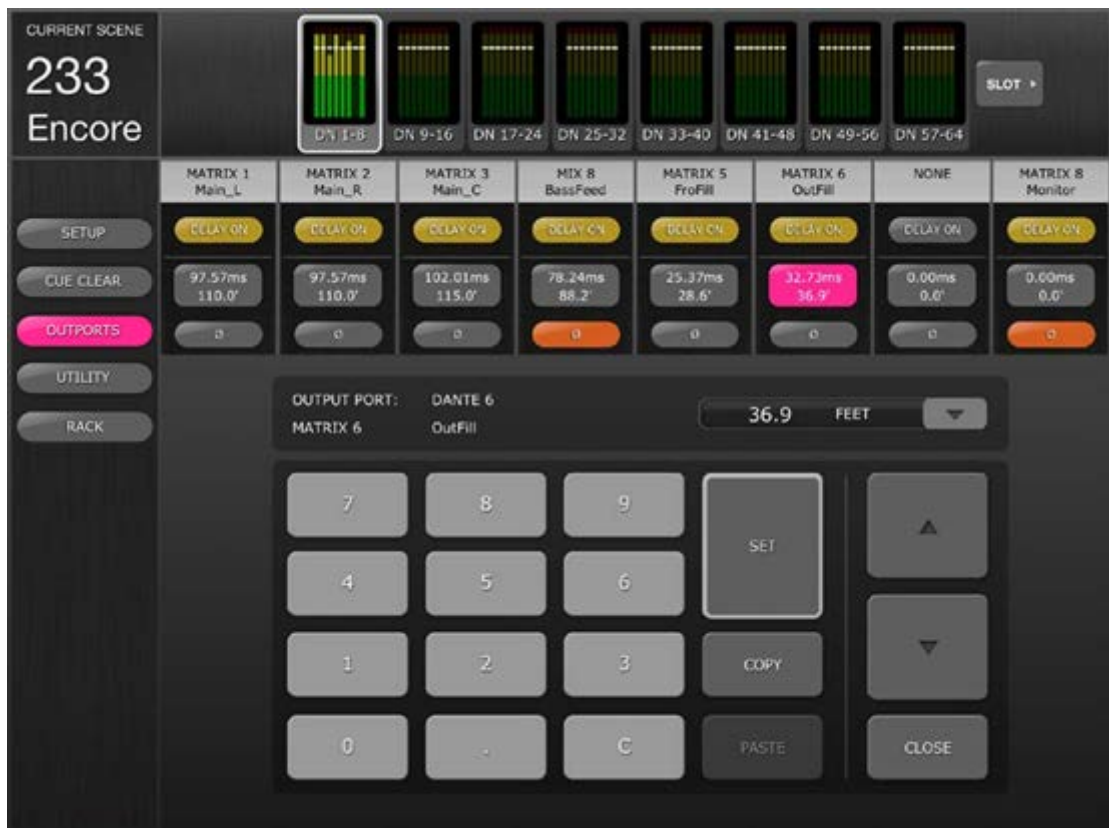 CURRENT SCENE
233
Encore
DN 1-8 DN 9-16 DN 17-24 DN 25-32 DN 33-40 DN 41-48 DN 49-56 DN 57-64
SLOT
MATRIX 1 MATRIX 2 MATRIX 3 MIX 8 MATRIX 5 MATRIX 6 NONE MATRIX 8
Main_L Main_R Main_C BassFeed FroFill OutFill Monitor
SETUP
DELAY ON DELAY ON DELAY ON DELAY ON DELAY ON DELAY ON DELAY ON DELAY ON
CUE CLEAR
97.57ms 97.57ms 102.01ms 78.24ms 25.37ms 32.73ms 0.00ms 0.00ms
110.0' 110.0' 115.0' 88.2' 28.6' 36.9' 0.0' 0.0'
OUTPORTS
Ø Ø Ø Ø Ø Ø Ø Ø
UTILITY
RACK
OUTPUT PORT: DANTE 6
MATRIX 6 OutFill
36.9 FEET
7 8 9
SET
4 5 6
1 2 3 COPY
0 . C PASTE CLOSE